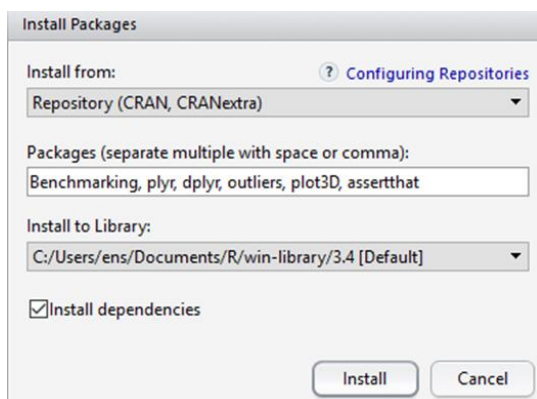 Install Packages
Install from:
? Configuring Repositories
Repository (CRAN, CRANextra)
Packages (separate multiple with space or comma):
Benchmarking, plyr, dplyr, outliers, plot3D, assertthat
Install to Library:
C:/Users/ens/Documents/R/win-library/3.4 [Default]
Install dependencies
Install
Cancel